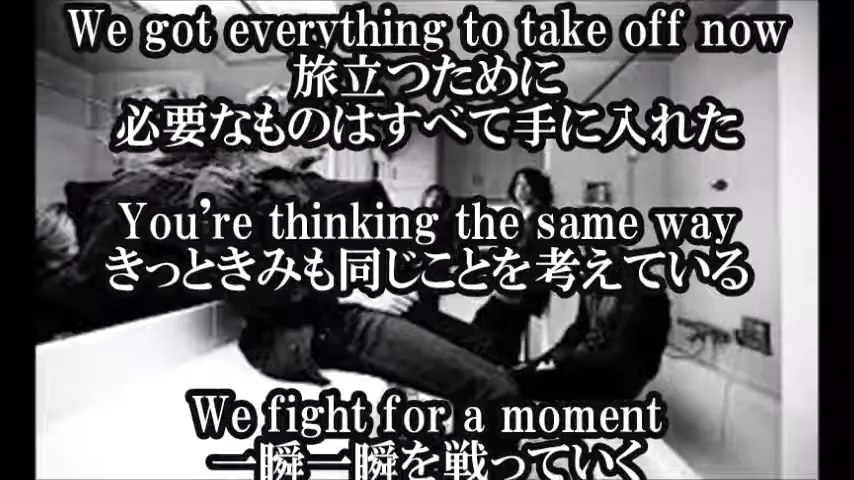 We got everything to take off now
旅立つために
必要なものはすべて手に入れた
You're thinking the same way
きっときみも同じことを考えている
We fight for a moment
一瞬一瞬を戦っていく